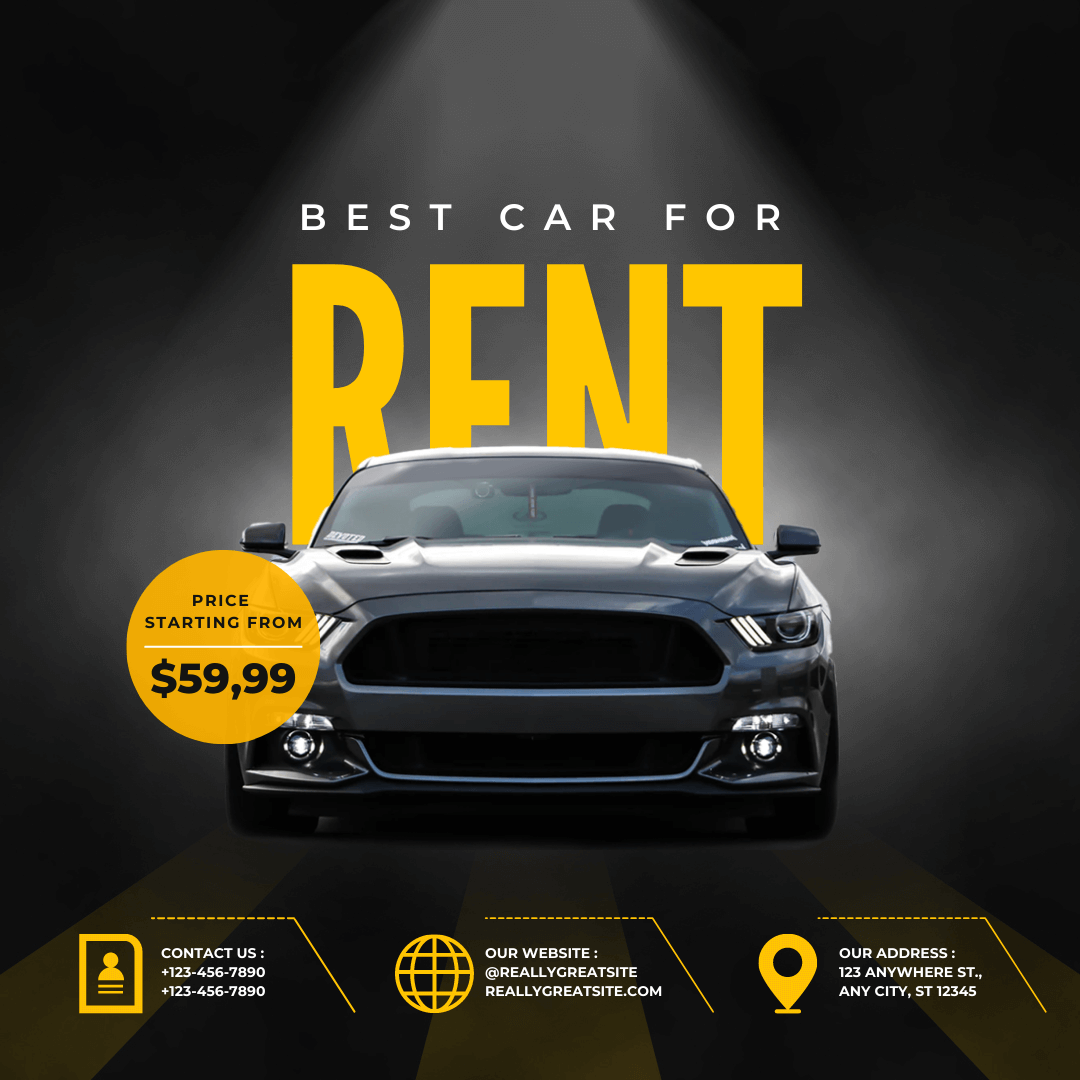 BEST CAR FOR
RENT
PRICE
STARTING FROM
$59,99
CONTACT US :
+123-456-7890
+123-456-7890
OUR WEBSITE :
@REALLYGREATSITE
REALLYGREATSITE.COM
OUR ADDRESS :
123 ANYWHERE ST.,
ANY CITY, ST 12345